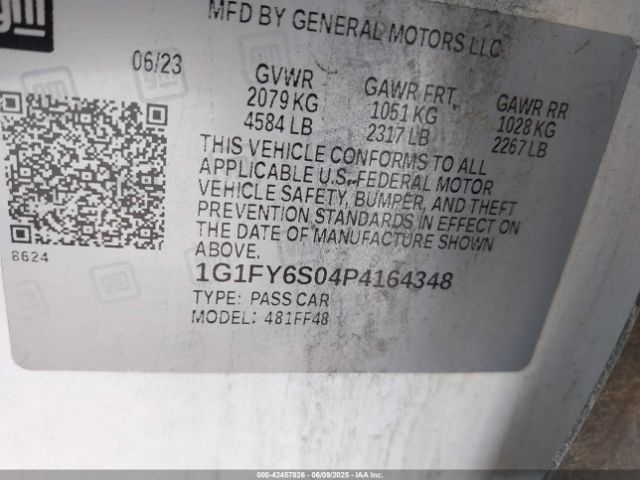 gm
MFD BY GENERAL MOTORS LLC
06/23
GVWR
2079 KG
4584 LB
GAWR FRT
1051 KG
2317 LB
GAWR RR
1028 KG
2267 LB
THIS VEHICLE CONFORMS TO ALL
APPLICABLE U.S. FEDERAL MOTOR
VEHICLE SAFETY, BUMPER, AND THEFT
PREVENTION STANDARDS IN EFFECT ON
THE DATE OF MANUFACTURE SHOWN
ABOVE.
8624
1G1FY6S04P4164348
TYPE: PASS CAR
MODEL: 481FF48
000-42457826 | 06/09/2025 - IAA Inc.